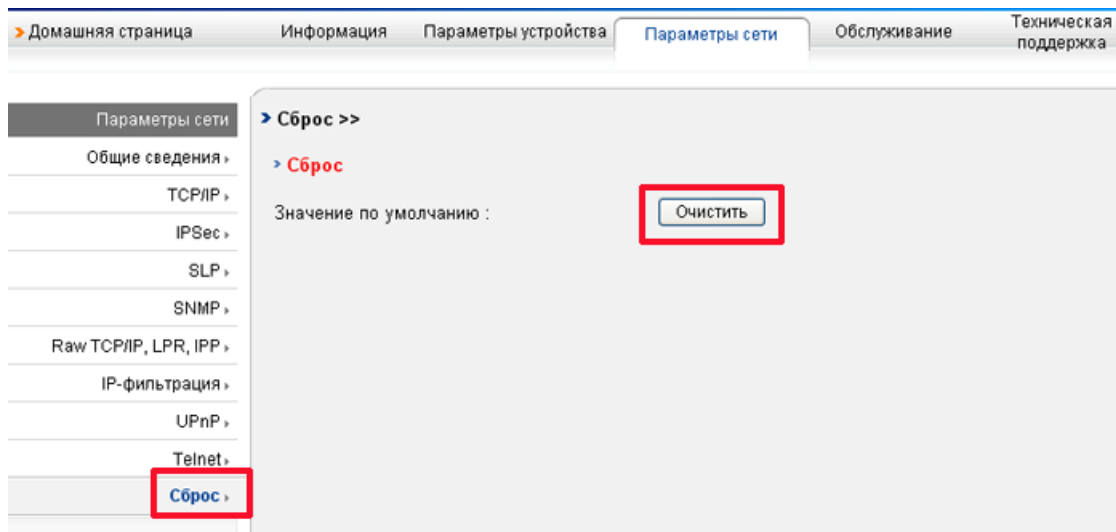 Домашняя страница
Информация
Параметры устройства
Параметры сети
Обслуживание
Техническая
поддержка
Параметры сети
Общие сведения
TCP/IP
IPSec
SLP
SNMP
Raw TCP/IP, LPR, IPP
IP-фильтрация
UPnP
Telnet
Сброс
Сброс >>
Сброс
Значение по умолчанию :
Очистить